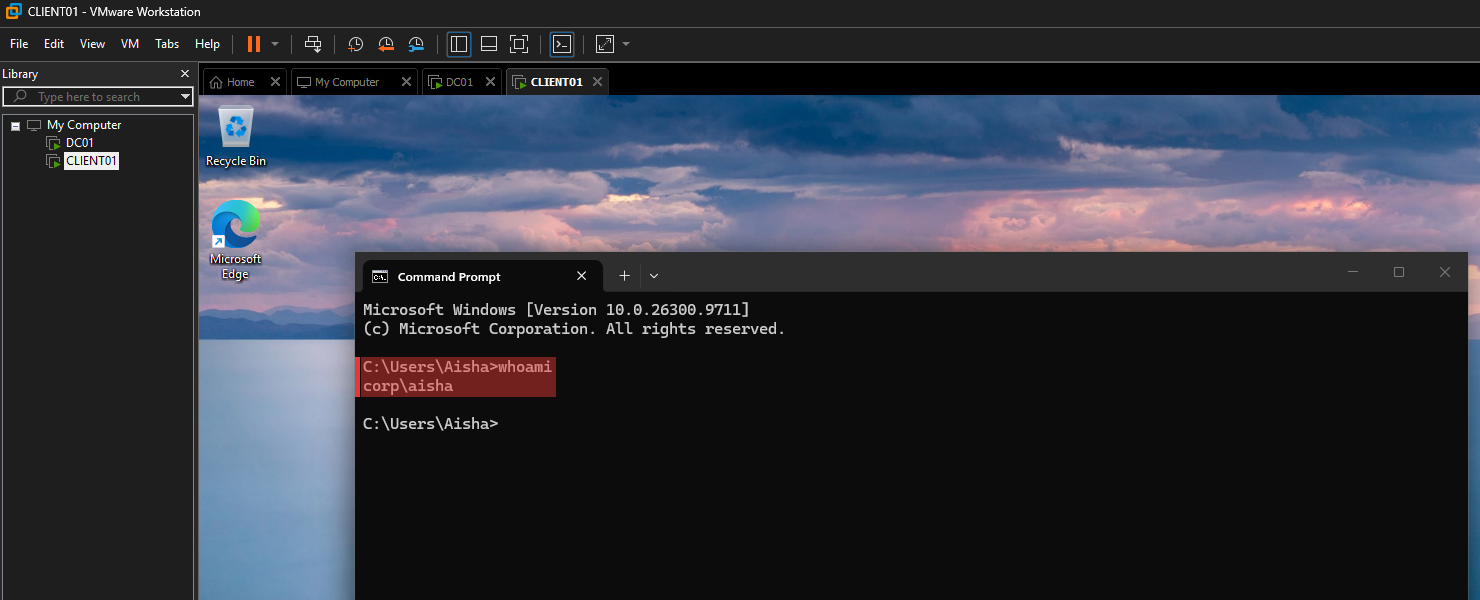 CLIENT01 - VMware Workstation
File Edit View VM Tabs Help
Library
Type here to search
My Computer
DC01
CLIENT01
Home
My Computer
DC01
CLIENT01
Recycle Bin
Microsoft
Edge
Command Prompt
Microsoft Windows [Version 10.0.26300.9711]
(c) Microsoft Corporation. All rights reserved.
C:\Users\Aisha>whoami
corp\aisha
C:\Users\Aisha>